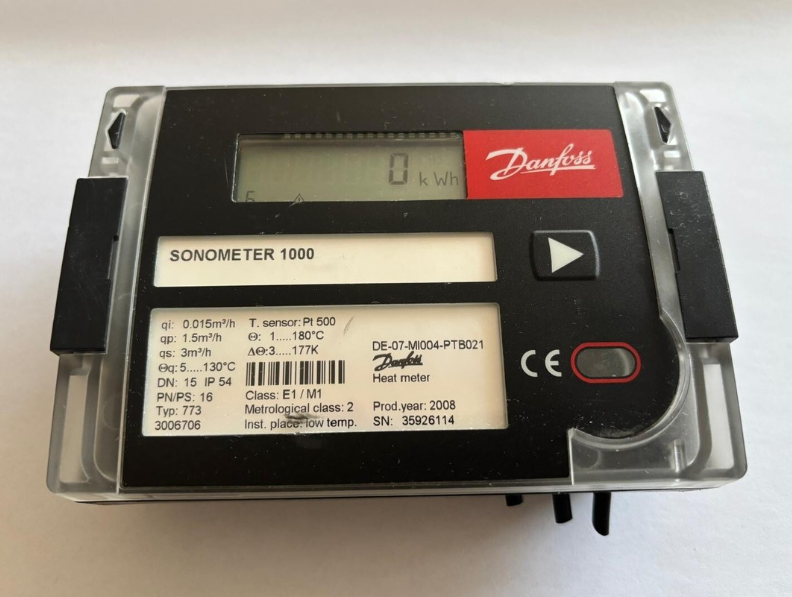 0 kWh
Danfoss
SONOMETER 1000
qi: 0.015m³/h T. sensor: Pt 500
qp: 1.5m³/h Θ: 1.....180°C
qs: 3m³/h ΔΘ:3.....177K
Θq:5.....130°C
DN: 15 IP 54
PN/PS: 16 Class: E1 / M1
Typ: 773 Metrological class: 2
3006706 Inst. place: low temp.
DE-07-MI004-PTB021
Danfoss
Heat meter
Prod.year: 2008
SN: 35926114
CE